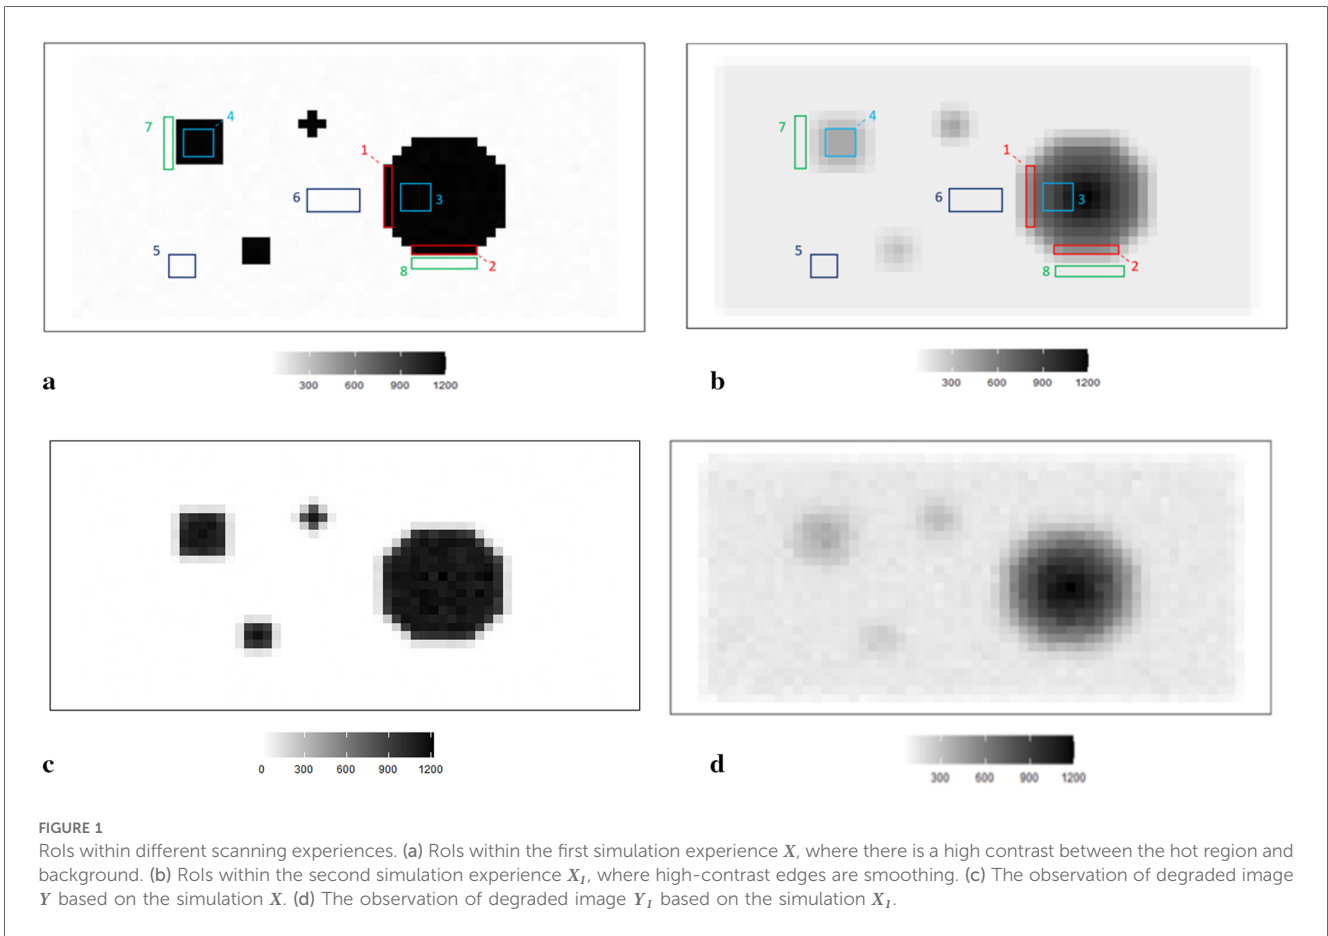 7
4
1
6
3
5
8
2
300 600 900 1200
a
7
4
1
6
3
5
8
2
300 600 900 1200
b
0 300 600 900 1200
c
300 600 900 1200
d
FIGURE 1
RoIs within different scanning experiences. (a) RoIs within the first simulation experience X, where there is a high contrast between the hot region and
background. (b) RoIs within the second simulation experience X1, where high-contrast edges are smoothing. (c) The observation of degraded image
Y based on the simulation X. (d) The observation of degraded image Y1 based on the simulation X1.